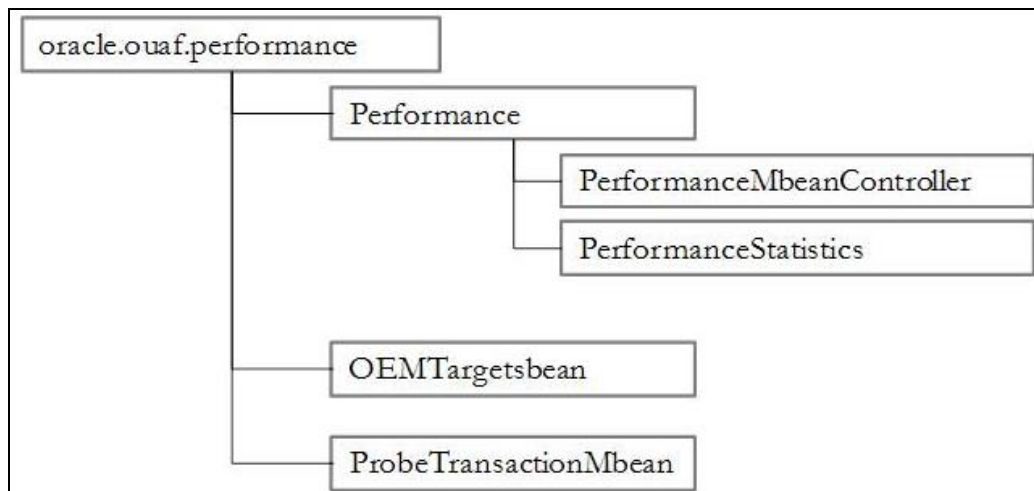 oracle.ouaf.performance
Performance
PerformanceMbeanController
PerformanceStatistics
OEMTargetsbean
ProbeTransactionMbean